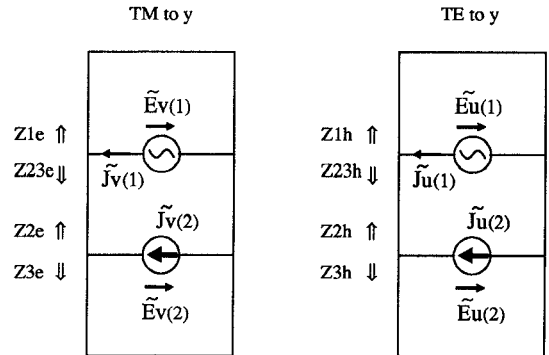 TM to y
TE to y
Ẽv(1)
Ẽu(1)
Z1e ⇑
Z1h ⇑
Z23e ⇓
Z23h ⇓
J̃v(1)
J̃u(1)
J̃v(2)
J̃u(2)
Z2e ⇑
Z2h ⇑
Z3e ⇓
Z3h ⇓
Ẽv(2)
Ẽu(2)